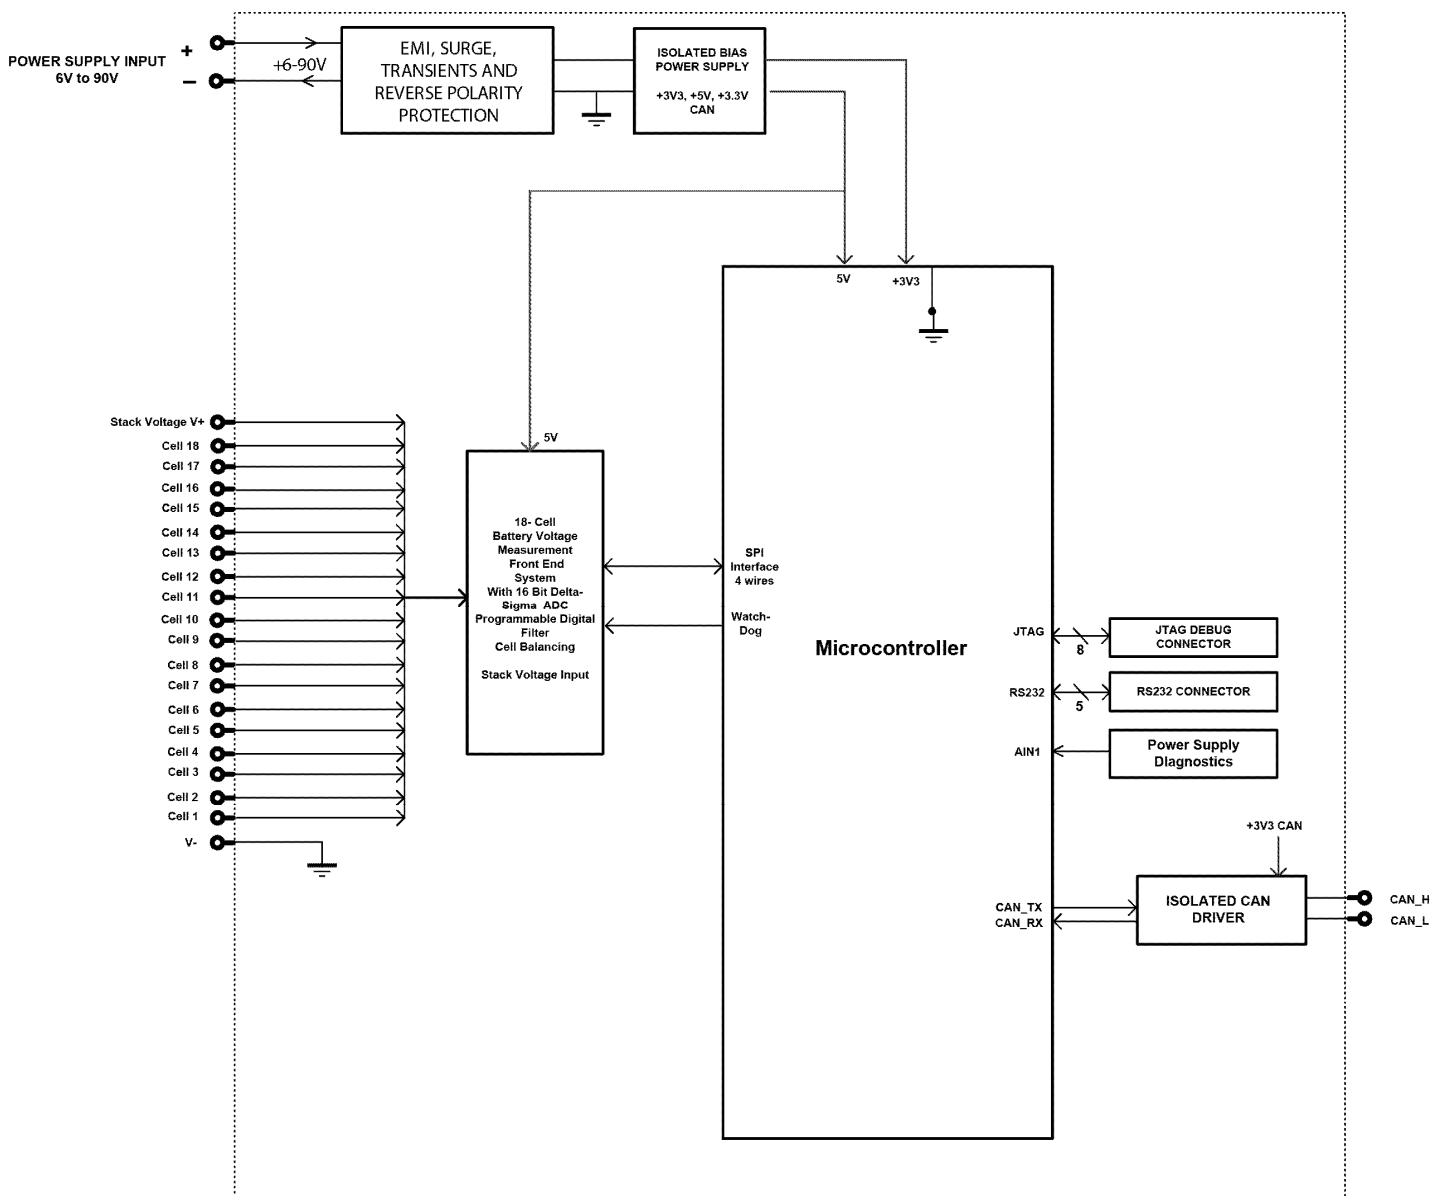 POWER SUPPLY INPUT
6V to 90V
+
−
+6-90V
EMI, SURGE,
TRANSIENTS AND
REVERSE POLARITY
PROTECTION
ISOLATED BIAS
POWER SUPPLY
+3V3, +5V, +3.3V
CAN
5V
+3V3
Stack Voltage V+
Cell 18
Cell 17
Cell 16
Cell 15
Cell 14
Cell 13
Cell 12
Cell 11
Cell 10
Cell 9
Cell 8
Cell 7
Cell 6
Cell 5
Cell 4
Cell 3
Cell 2
Cell 1
V-
5V
18- Cell
Battery Voltage
Measurement
Front End
System
With 16 Bit Delta-
Sigma ADC
Programmable Digital
Filter
Cell Balancing
Stack Voltage Input
SPI
Interface
4 wires
Watch-
Dog
Microcontroller
JTAG
8
JTAG DEBUG
CONNECTOR
RS232
5
RS232 CONNECTOR
AIN1
Power Supply
Diagnostics
+3V3 CAN
CAN_TX
CAN_RX
ISOLATED CAN
DRIVER
CAN_H
CAN_L